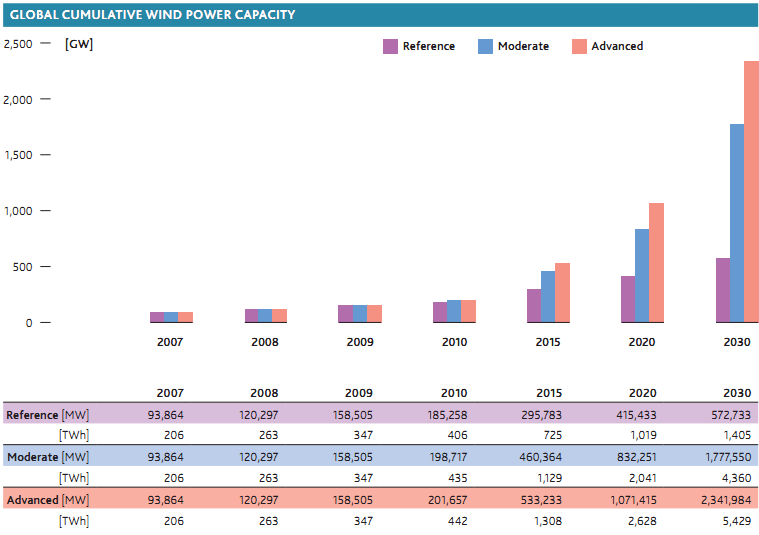 GLOBAL CUMULATIVE WIND POWER CAPACITY
2,500 [GW] Reference Moderate Advanced
2,000
1,500
1,000
500
0
2007 2008 2009 2010 2015 2020 2030
2007 2008 2009 2010 2015 2020 2030
Reference [MW] 93,864 120,297 158,505 185,258 295,783 415,433 572,733
[TWh] 206 263 347 406 725 1,019 1,405
Moderate [MW] 93,864 120,297 158,505 198,717 460,364 832,251 1,777,550
[TWh] 206 263 347 435 1,129 2,041 4,360
Advanced [MW] 93,864 120,297 158,505 201,657 533,233 1,071,415 2,341,984
[TWh] 206 263 347 442 1,308 2,628 5,429